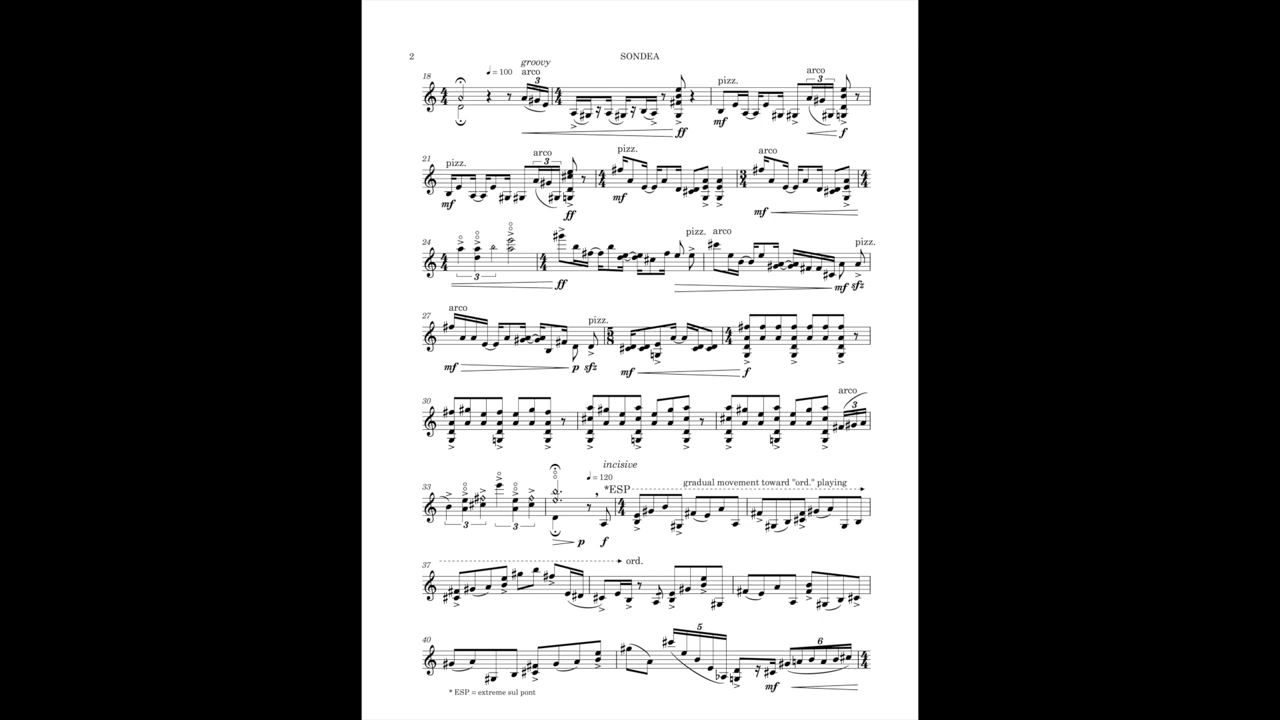 2
SONDEA
groovy
18
♩ = 100
arco
3
ff
pizz.
mf
arco
3
f
21
pizz.
mf
arco
3
ff
pizz.
mf
arco
mf
24
3
ff
pizz.
arco
mf
pizz.
sfz
27
arco
mf
p
pizz.
sfz
mf
f
30
arco
3
incisive
33
3
3
♩ = 120
p
f
*ESP
gradual movement toward "ord." playing
37
ord.
40
5
6
mf
* ESP = extreme sul pont